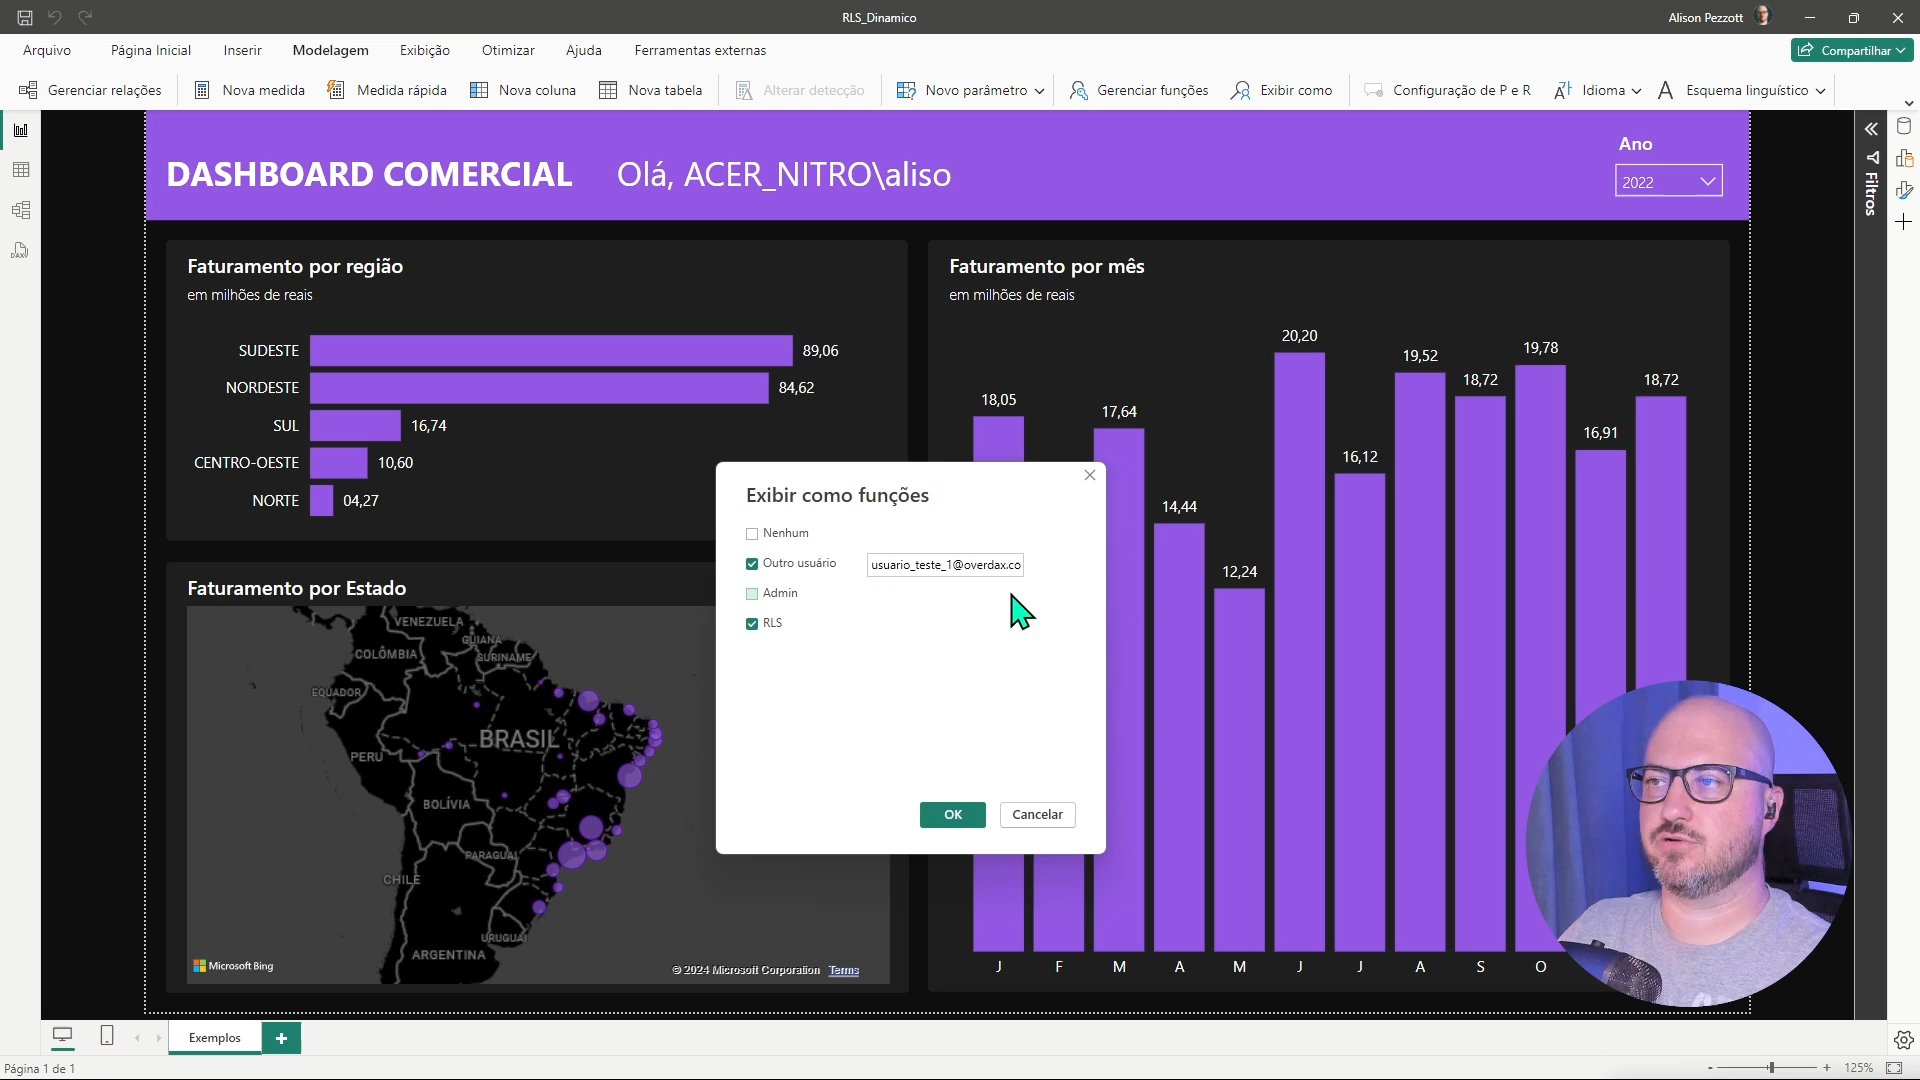 RLS_Dinamico
Alison Pezzott
Arquivo Página Inicial Inserir Modelagem Exibição Otimizar Ajuda Ferramentas externas
Compartilhar
Gerenciar relações Nova medida Medida rápida Nova coluna Nova tabela Alterar detecção Novo parâmetro Gerenciar funções Exibir como Configuração de P e R Idioma Esquema linguístico
DASHBOARD COMERCIAL Olá, ACER_NITRO\aliso
Ano
2022
Filtros
DAX
Faturamento por região
em milhões de reais
SUDESTE 89,06
NORDESTE 84,62
SUL 16,74
CENTRO-OESTE 10,60
NORTE 04,27
Faturamento por mês
em milhões de reais
18,05
17,64
14,44
12,24
20,20
16,12
19,52
18,72
19,78
16,91
18,72
J F M A M J J A S O
Exibir como funções
Nenhum
Outro usuário usuario_teste_1@overdax.co
Admin
RLS
OK Cancelar
Faturamento por Estado
VENEZUELA
GUIANA
COLÔMBIA
SURINAME
EQUADOR
BRASIL
PERU
BOLÍVIA
PARAGUAI
CHILE
URUGUAI
ARGENTINA
Microsoft Bing
© 2024 Microsoft Corporation Terms
Exemplos
Página 1 de 1
125%